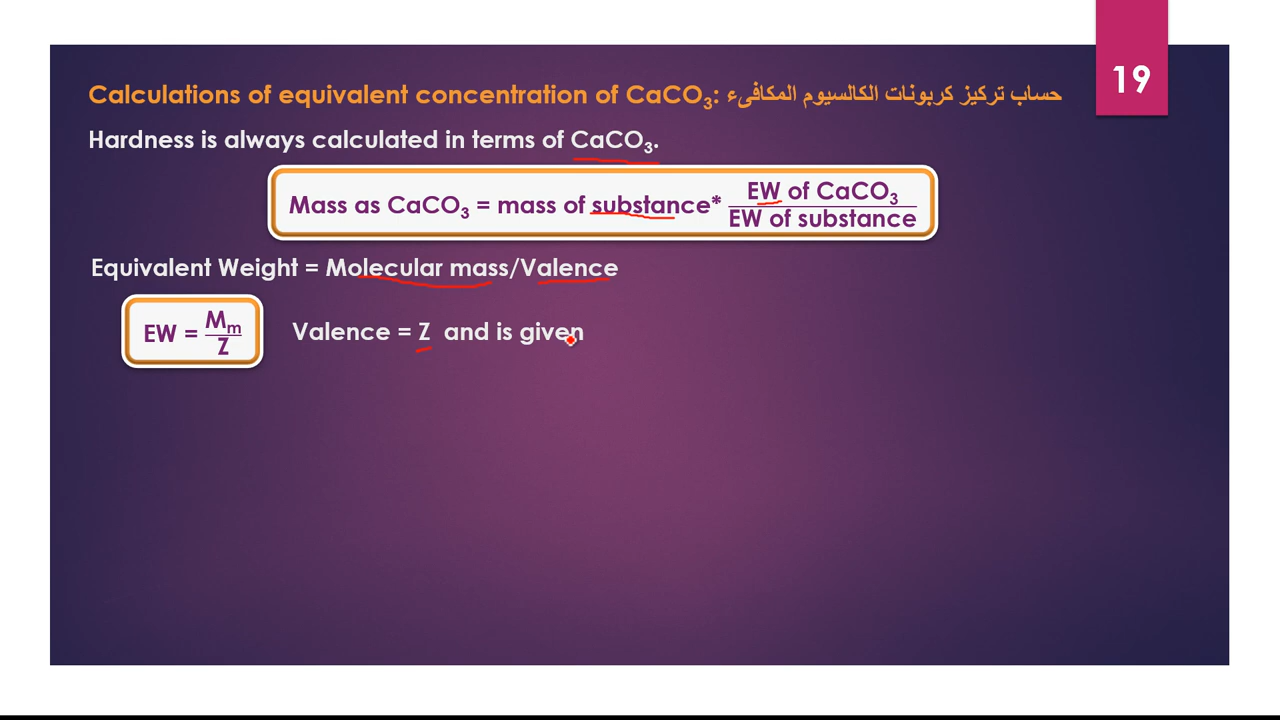 19
Calculations of equivalent concentration of CaCO₃: حساب تركيز كربونات الكالسيوم المكافىء
Hardness is always calculated in terms of CaCO₃.
Mass as CaCO₃ = mass of substance* EW of CaCO₃ / EW of substance
Equivalent Weight = Molecular mass/Valence
EW = Mₘ / Z Valence = Z and is given